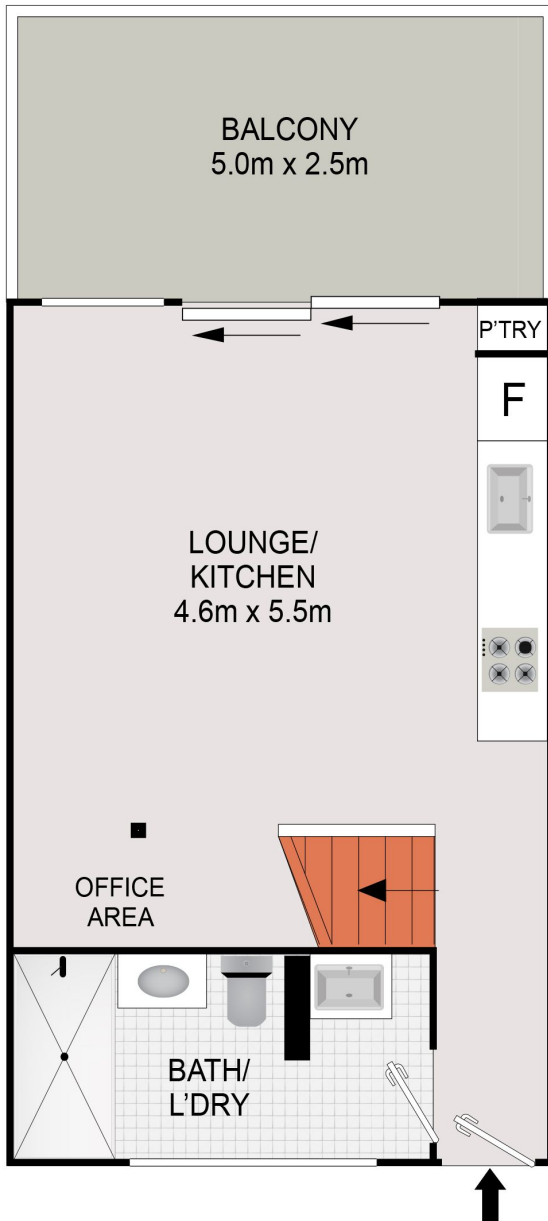 BALCONY
5.0m x 2.5m
P'TRY
F
LOUNGE/
KITCHEN
4.6m x 5.5m
OFFICE
AREA
BATH/
L'DRY